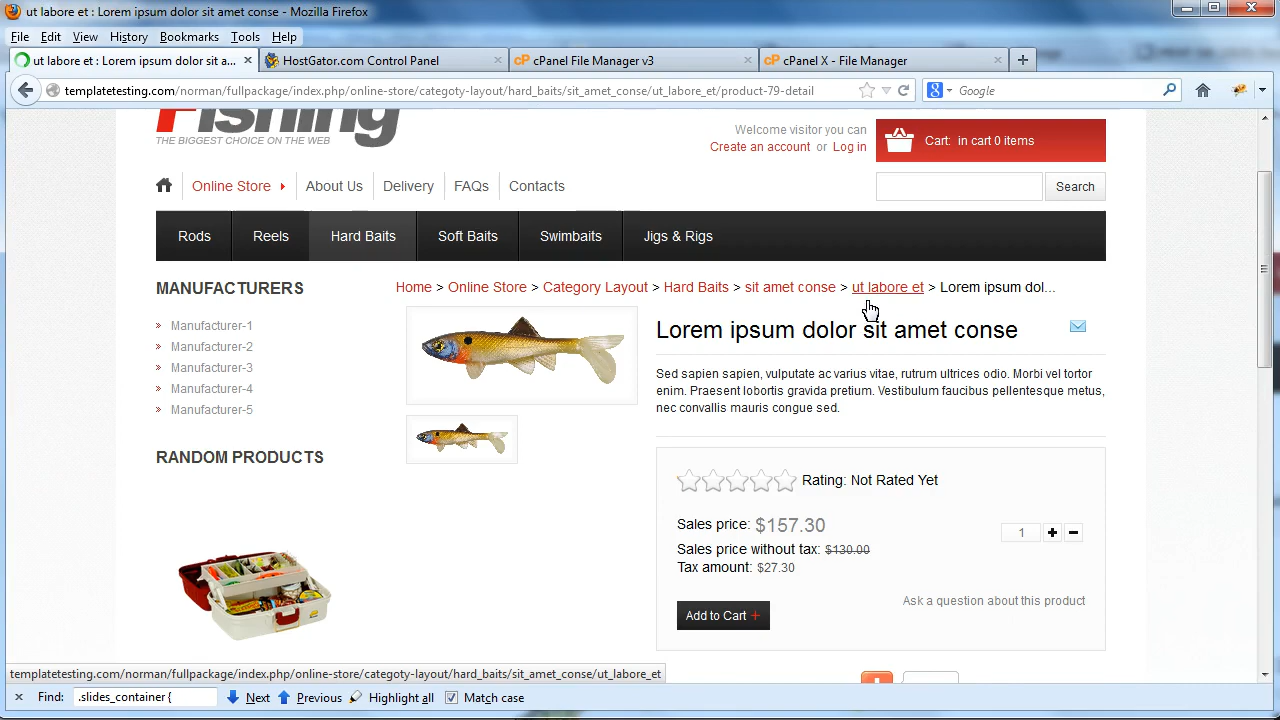 ut labore et : Lorem ipsum dolor sit amet conse - Mozilla Firefox
File Edit View History Bookmarks Tools Help
ut labore et : Lorem ipsum dolor sit a... HostGator.com Control Panel cPanel File Manager v3 cPanel X - File Manager
templatetesting.com/norman/fullpackage/index.php/online-store/categoty-layout/hard_baits/sit_amet_conse/ut_labore_et/product-79-detail Google
Fishing
THE BIGGEST CHOICE ON THE WEB
Welcome visitor you can
Create an account or Log in
Cart: in cart 0 items
Online Store About Us Delivery FAQs Contacts Search
Rods Reels Hard Baits Soft Baits Swimbaits Jigs & Rigs
MANUFACTURERS
Manufacturer-1
Manufacturer-2
Manufacturer-3
Manufacturer-4
Manufacturer-5
RANDOM PRODUCTS
Home > Online Store > Category Layout > Hard Baits > sit amet conse > ut labore et > Lorem ipsum dol...
Lorem ipsum dolor sit amet conse
Sed sapien sapien, vulputate ac varius vitae, rutrum ultrices odio. Morbi vel tortor
enim. Praesent lobortis gravida pretium. Vestibulum faucibus pellentesque metus,
nec convallis mauris congue sed.
Rating: Not Rated Yet
Sales price: $157.30
Sales price without tax: $130.00
Tax amount: $27.30
1 + -
Add to Cart +
Ask a question about this product
templatetesting.com/norman/fullpackage/index.php/online-store/categoty-layout/hard_baits/sit_amet_conse/ut_labore_et
Find: .slides_container { Next Previous Highlight all Match case